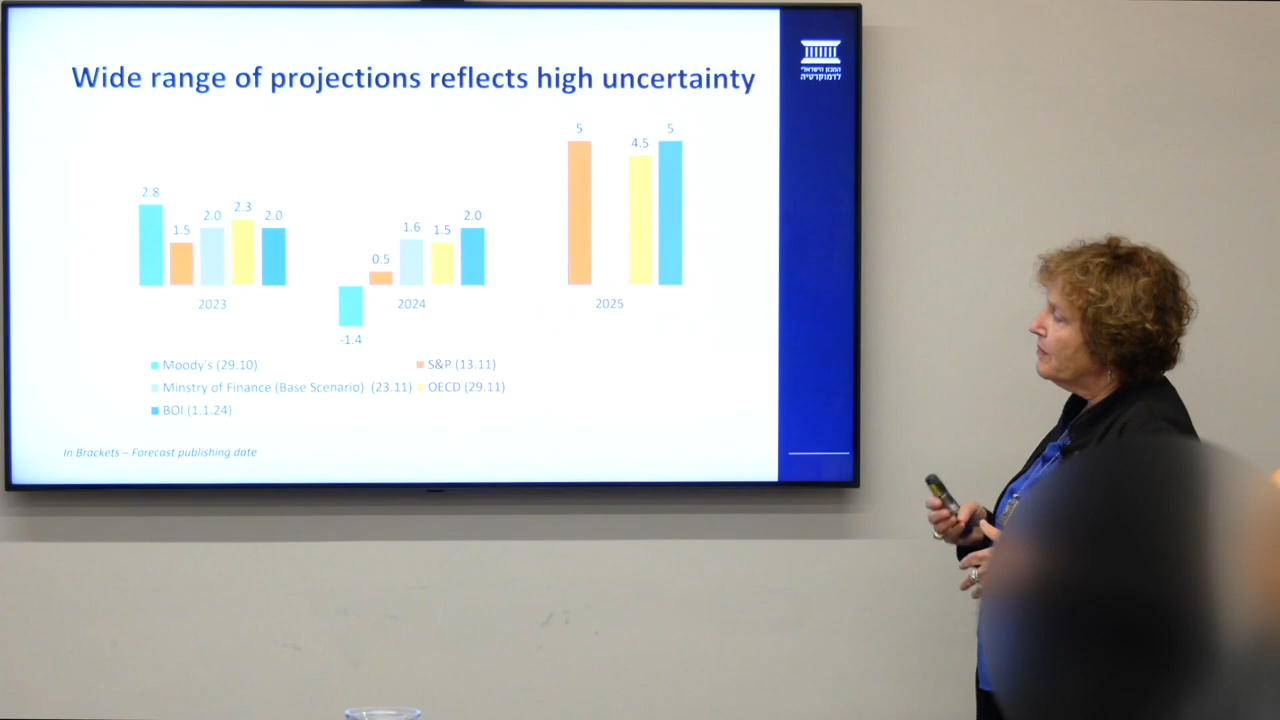 Wide range of projections reflects high uncertainty
המכון הישראלי
לדמוקרטיה
2.8
1.5
2.0
2.3
2.0
2023
-1.4
0.5
1.6
1.5
2.0
2024
5
4.5
5
2025
Moody's (29.10)
S&P (13.11)
Minstry of Finance (Base Scenario) (23.11)
OECD (29.11)
BOI (1.1.24)
In Brackets – Forecast publishing date